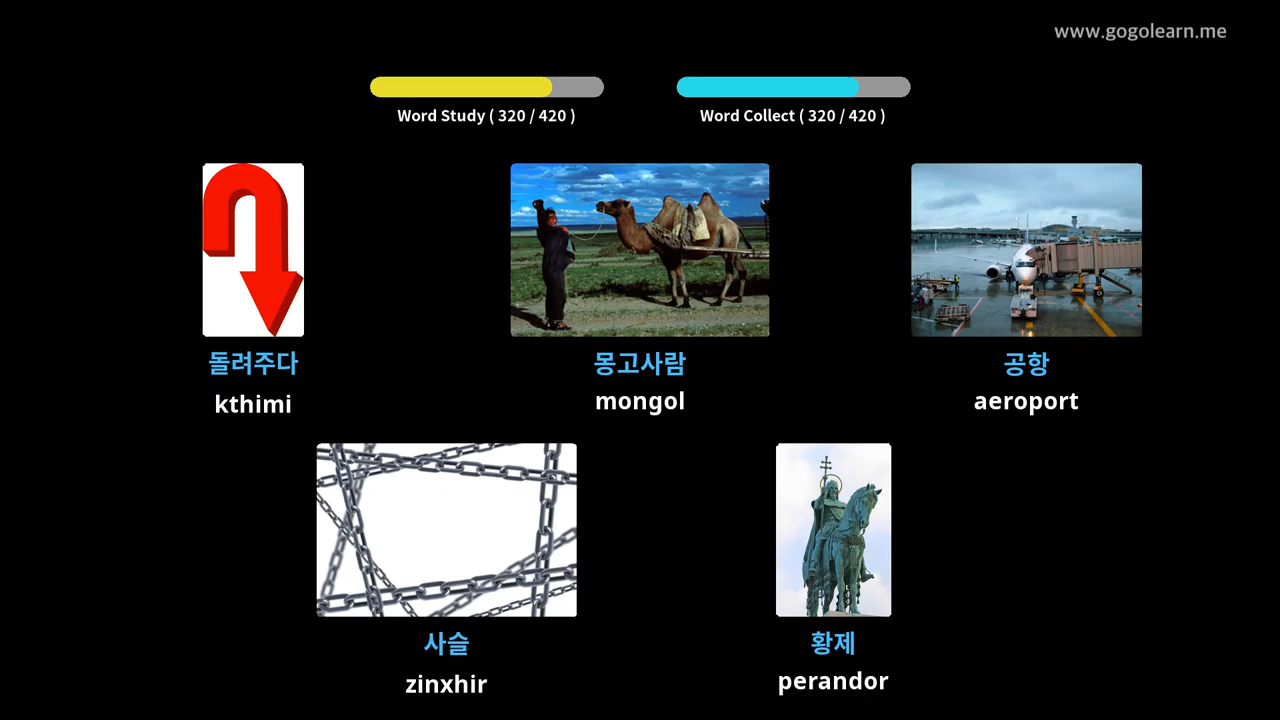 www.gogolearn.me
Word Study ( 320 / 420 )
Word Collect ( 320 / 420 )
돌려주다
kthimi
몽고사람
mongol
공항
aeroport
사슬
zinxhir
황제
perandor